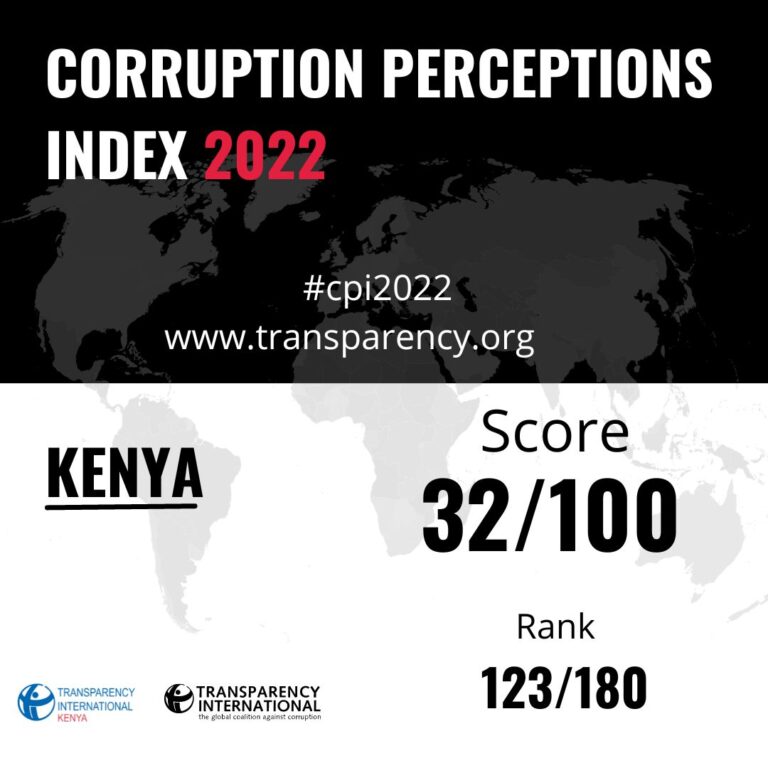 CORRUPTION PERCEPTIONS
INDEX 2022
#cpi2022
www.transparency.org
KENYA
Score
32/100
Rank
123/180
TRANSPARENCY
INTERNATIONAL
KENYA
TRANSPARENCY
INTERNATIONAL
the global coalition against corruption